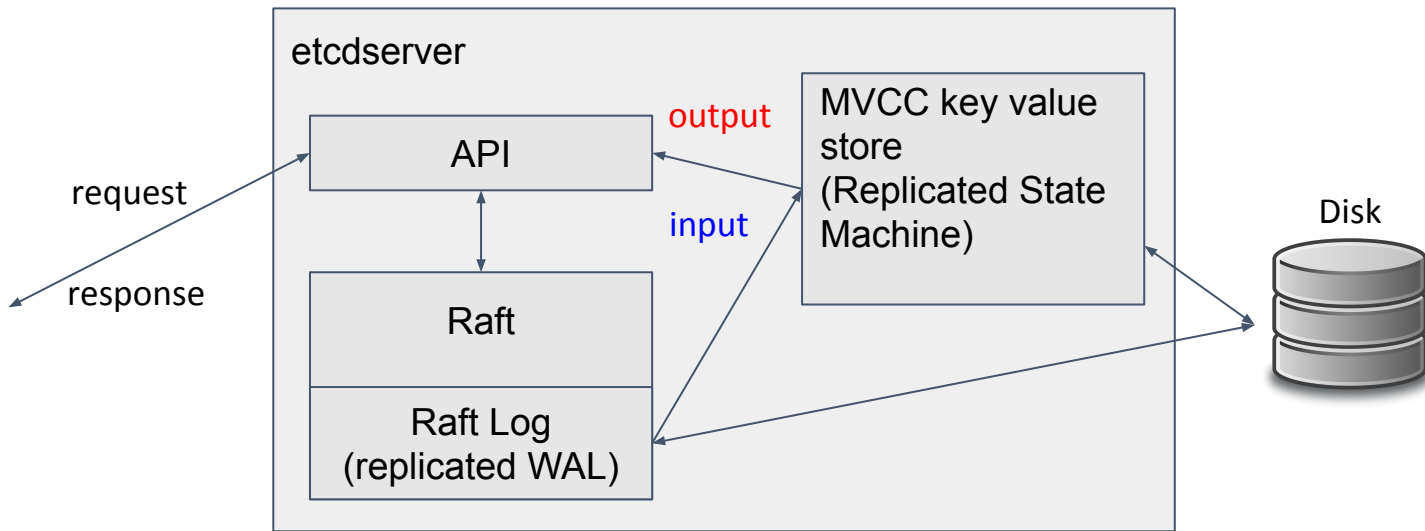 etcdserver
API
output
MVCC key value
store
(Replicated State
Machine)
request
input
Disk
response
Raft
Raft Log
(replicated WAL)